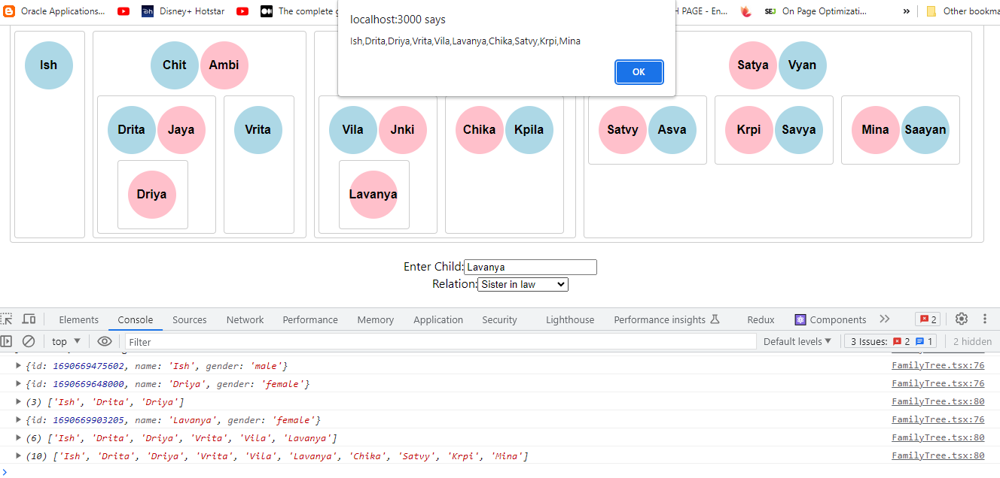 Oracle Applications...
Disney+ Hotstar
The complete g
H PAGE - En...
SEJ
On Page Optimizati...
»
Other bookma
localhost:3000 says
Ish,Drita,Driya,Vrita,Vila,Lavanya,Chika,Satvy,Krpi,Mina
OK
Ish
Chit
Ambi
Satya
Vyan
Drita
Jaya
Vrita
Vila
Jnki
Chika
Kpila
Satvy
Asva
Krpi
Savya
Mina
Saayan
Driya
Lavanya
Enter Child: Lavanya
Relation: Sister in law
Elements Console Sources Network Performance Memory Application Security Lighthouse Performance insights Redux Components 2
top Filter Default levels 3 Issues: 2 1 2 hidden
{id: 1690669475602, name: 'Ish', gender: 'male'} FamilyTree.tsx:76
{id: 1690669648000, name: 'Driya', gender: 'female'} FamilyTree.tsx:76
(3) ['Ish', 'Drita', 'Driya'] FamilyTree.tsx:80
{id: 1690669903205, name: 'Lavanya', gender: 'female'} FamilyTree.tsx:76
(6) ['Ish', 'Drita', 'Driya', 'Vrita', 'Vila', 'Lavanya'] FamilyTree.tsx:80
(10) ['Ish', 'Drita', 'Driya', 'Vrita', 'Vila', 'Lavanya', 'Chika', 'Satvy', 'Krpi', 'Mina'] FamilyTree.tsx:80